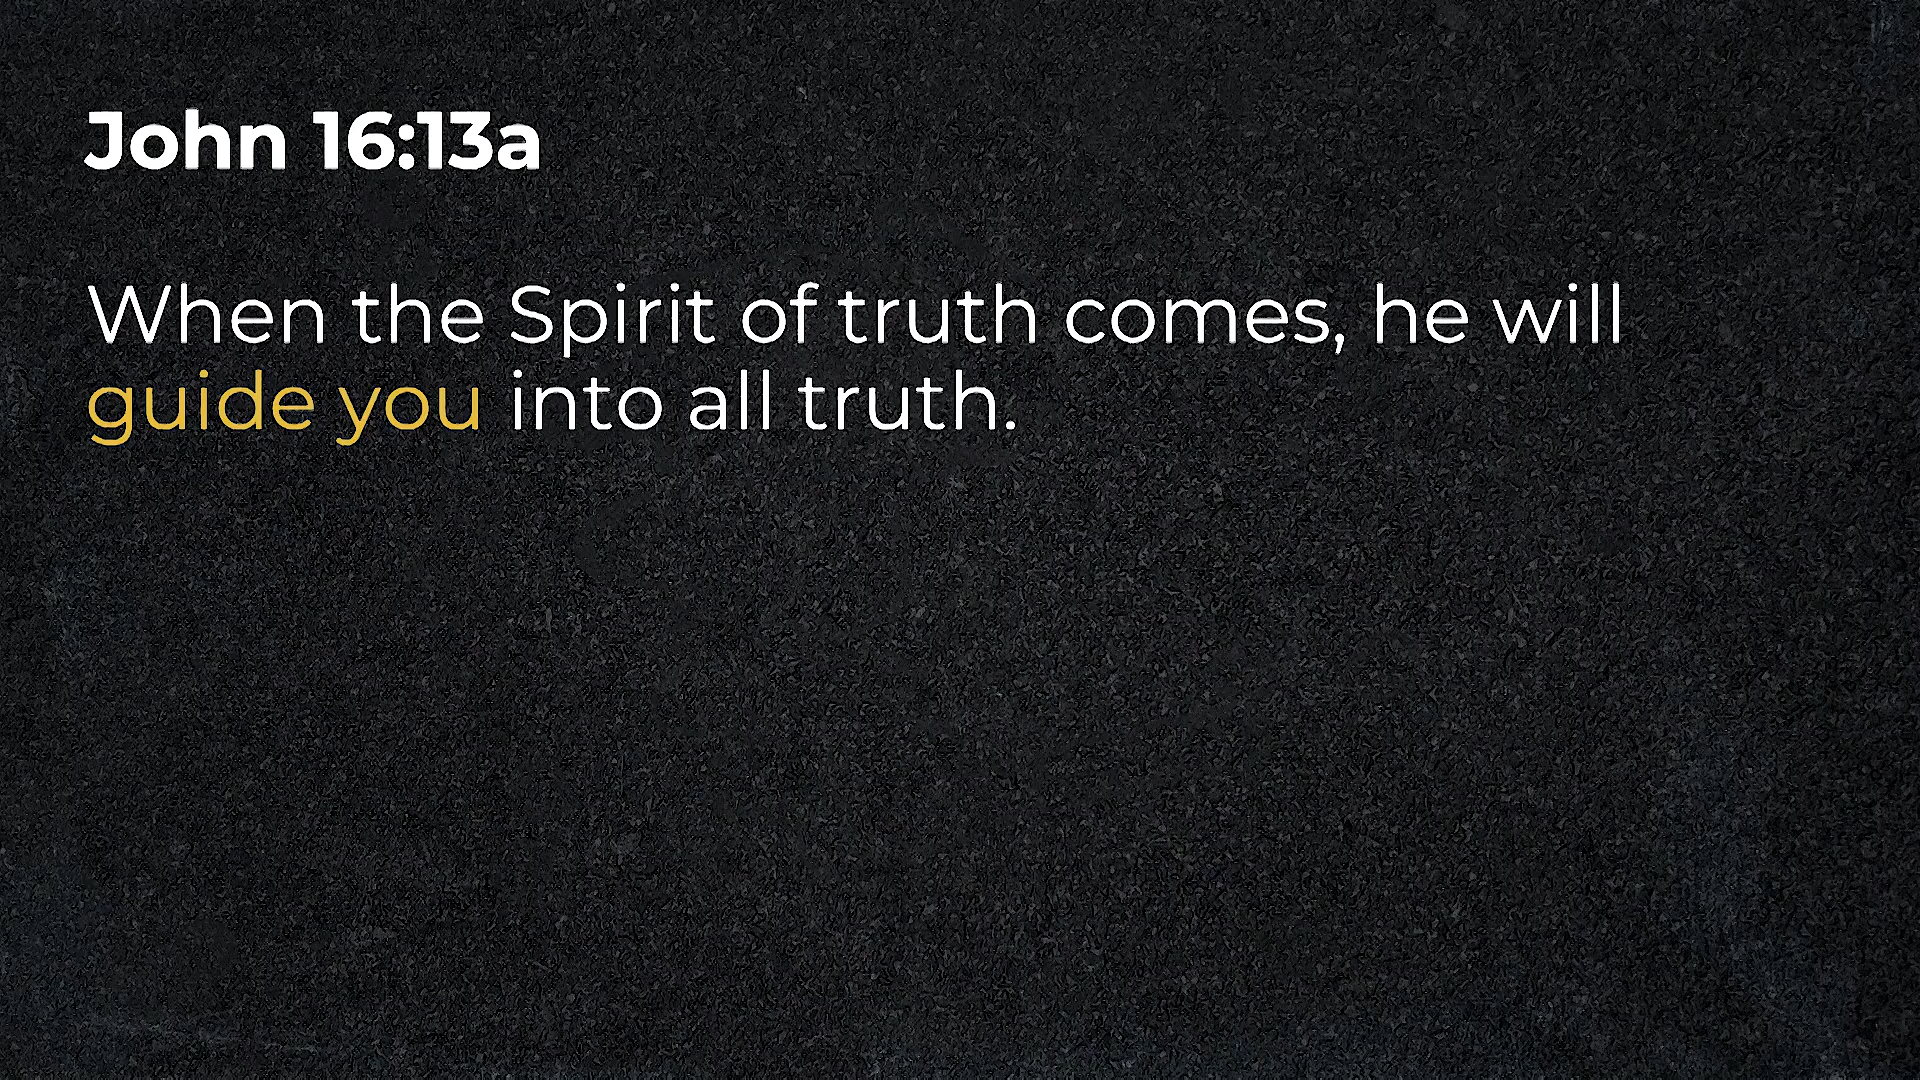 John 16:13a
When the Spirit of truth comes, he will
guide you into all truth.